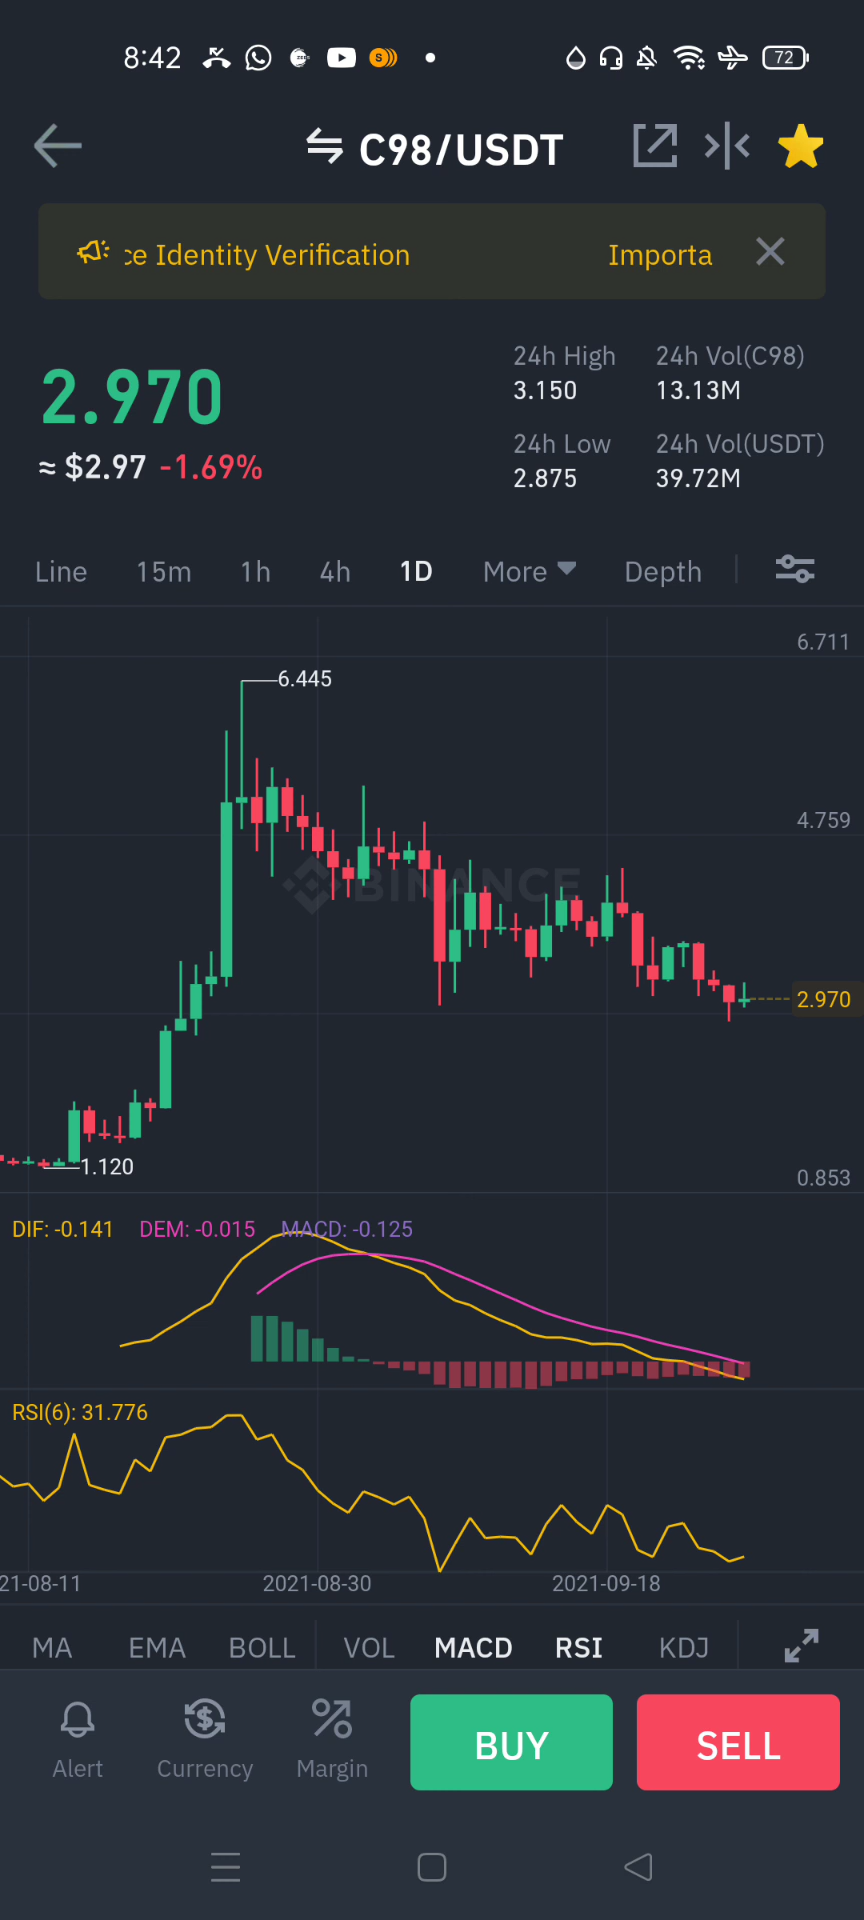 8:42
72
C98/USDT
ce Identity Verification Importa
2.970
≈ $2.97 -1.69%
24h High
3.150
24h Vol(C98)
13.13M
24h Low
2.875
24h Vol(USDT)
39.72M
Line 15m 1h 4h 1D More Depth
6.711
6.445
4.759
BINANCE
2.970
1.120
0.853
DIF: -0.141 DEM: -0.015 MACD: -0.125
RSI(6): 31.776
21-08-11 2021-08-30 2021-09-18
MA EMA BOLL VOL MACD RSI KDJ
Alert Currency Margin BUY SELL